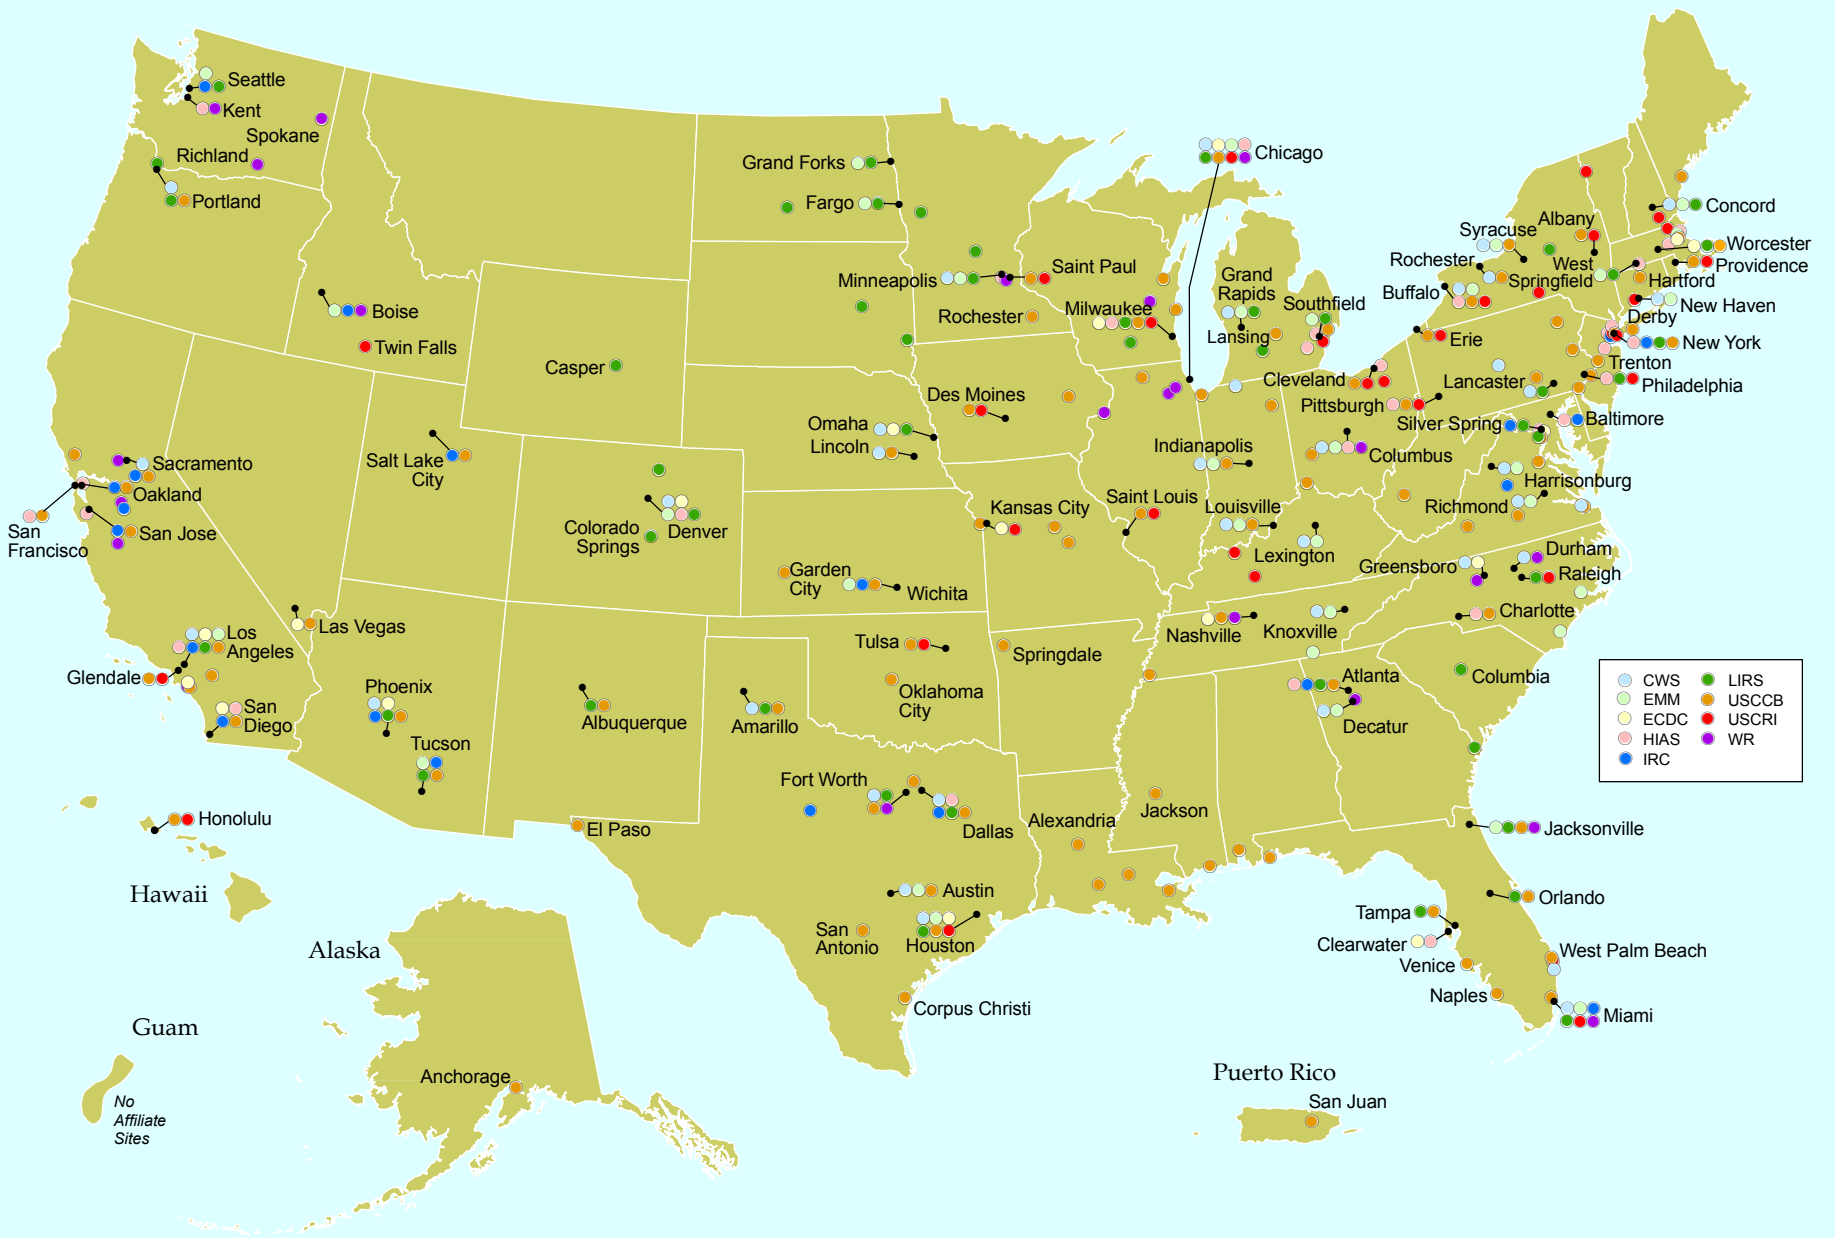 Seattle
Kent
Spokane
Richland
Portland
Grand Forks
Fargo
Chicago
Boise
Twin Falls
Casper
Minneapolis
Saint Paul
Rochester
Milwaukee
Grand
Rapids
Lansing
Southfield
Concord
Albany
Syracuse
Rochester
Buffalo
West
Springfield
Worcester
Providence
Hartford
New Haven
Derby
New York
Erie
Trenton
Philadelphia
Lancaster
Cleveland
Pittsburgh
Silver Spring
Baltimore
Des Moines
Omaha
Lincoln
Indianapolis
Columbus
Harrisonburg
Richmond
Salt Lake
City
Sacramento
Oakland
San
Francisco
San Jose
Colorado
Springs
Denver
Kansas City
Saint Louis
Louisville
Lexington
Greensboro
Durham
Raleigh
Charlotte
Garden
City
Wichita
Las Vegas
Los
Angeles
Glendale
San
Diego
Phoenix
Tucson
Albuquerque
Amarillo
Tulsa
Oklahoma
City
Springdale
Nashville
Knoxville
Atlanta
Decatur
Columbia
CWS
EMM
ECDC
HIAS
IRC
LIRS
USCCB
USCRI
WR
Honolulu
Hawaii
El Paso
Fort Worth
Dallas
Alexandria
Jackson
Jacksonville
Austin
San
Antonio
Houston
Corpus Christi
Orlando
Tampa
Clearwater
Venice
Naples
West Palm Beach
Miami
Alaska
Anchorage
Guam
No
Affiliate
Sites
Puerto Rico
San Juan